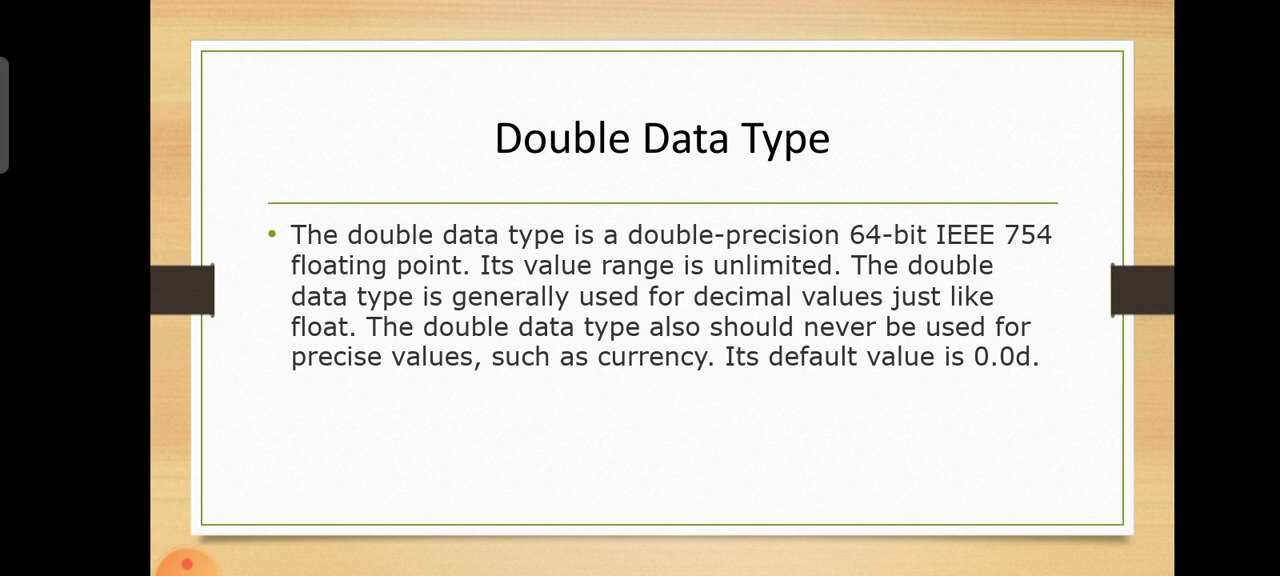 Double Data Type
• The double data type is a double-precision 64-bit IEEE 754
floating point. Its value range is unlimited. The double
data type is generally used for decimal values just like
float. The double data type also should never be used for
precise values, such as currency. Its default value is 0.0d.